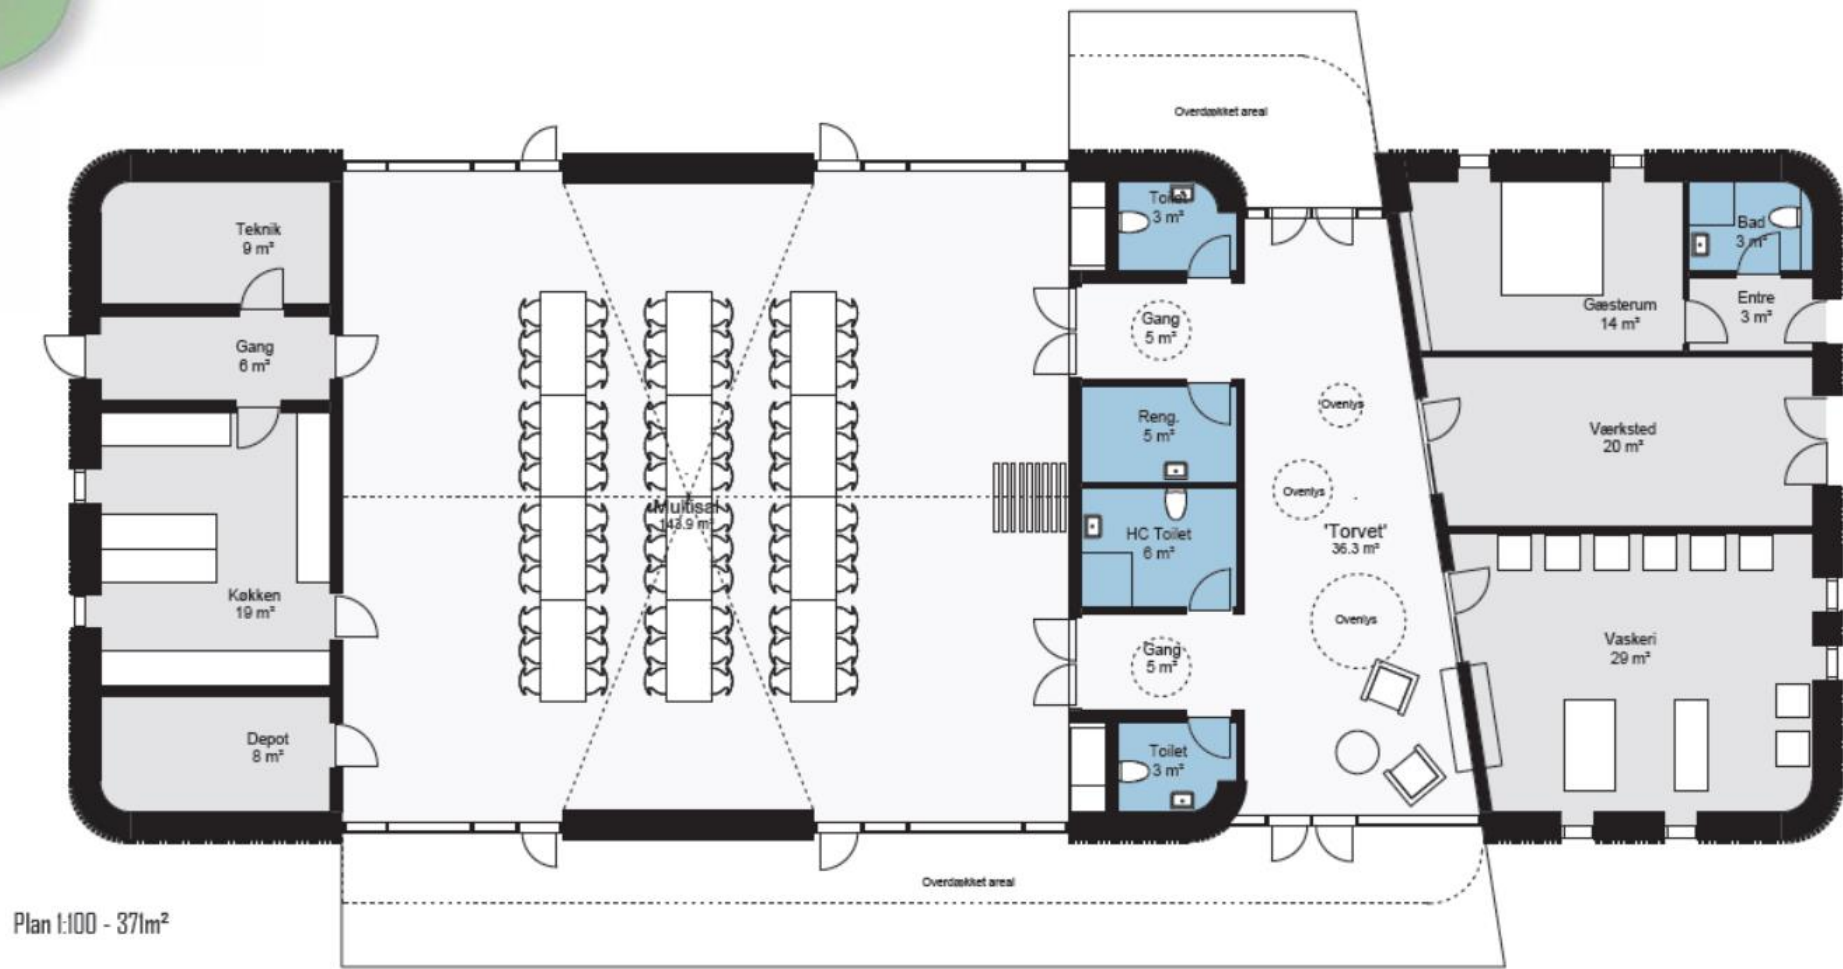 Overdækket areal
Teknik
9 m²
Toilet
3 m²
Bad
3 m²
Gang
6 m²
Gang
5 m²
Gæsterum
14 m²
Entre
3 m²
Ovenlys
Reng.
5 m²
Værksted
20 m²
Ovenlys
Multisal
143.9 m²
HC Toilet
6 m²
'Torvet'
36.3 m²
Køkken
19 m²
Ovenlys
Vaskeri
29 m²
Gang
5 m²
Depot
8 m²
Toilet
3 m²
Overdækket areal
Plan 1:100 - 371m²